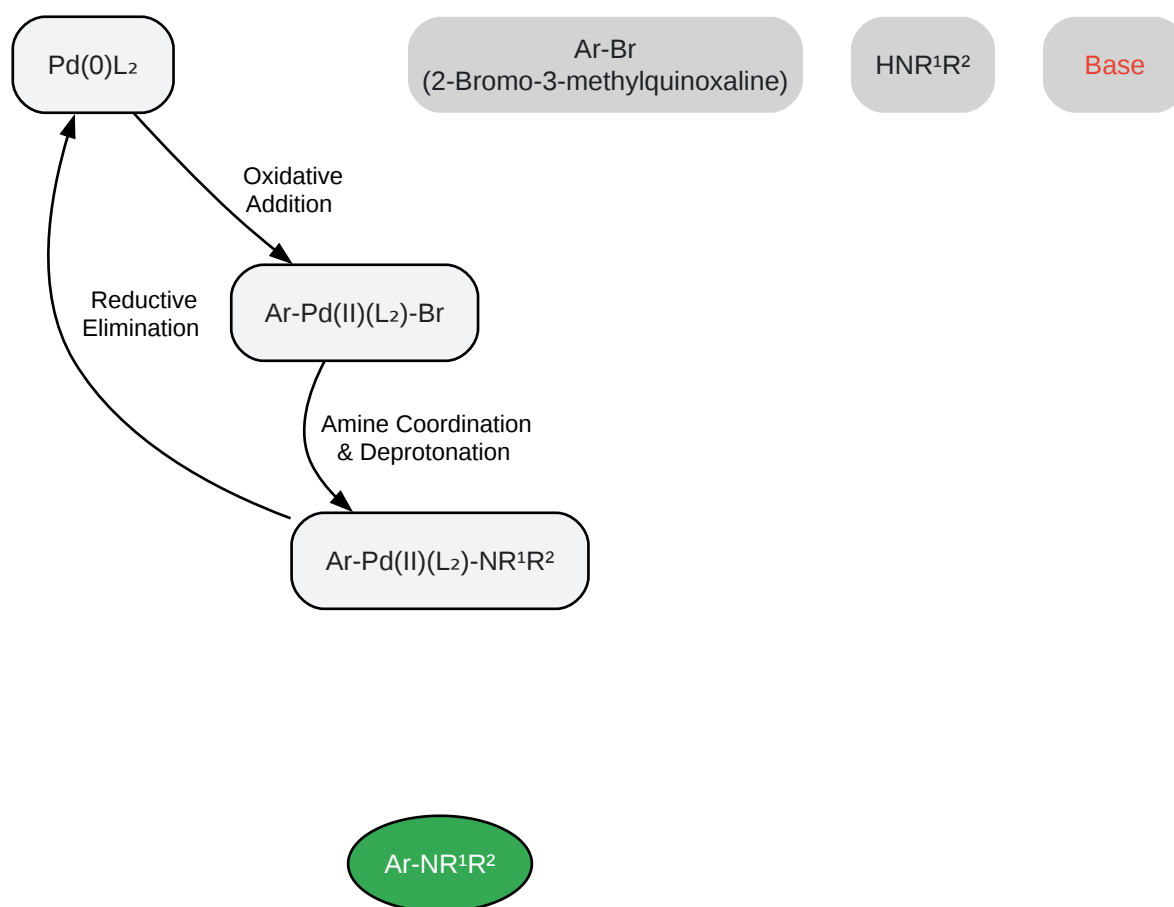 Pd(0)L₂
Ar-Br
(2-Bromo-3-methylquinoxaline)
HNR¹R²
Base
Oxidative
Addition
Reductive
Elimination
Ar-Pd(II)(L₂)-Br
Amine Coordination
& Deprotonation
Ar-Pd(II)(L₂)-NR¹R²
Ar-NR¹R²